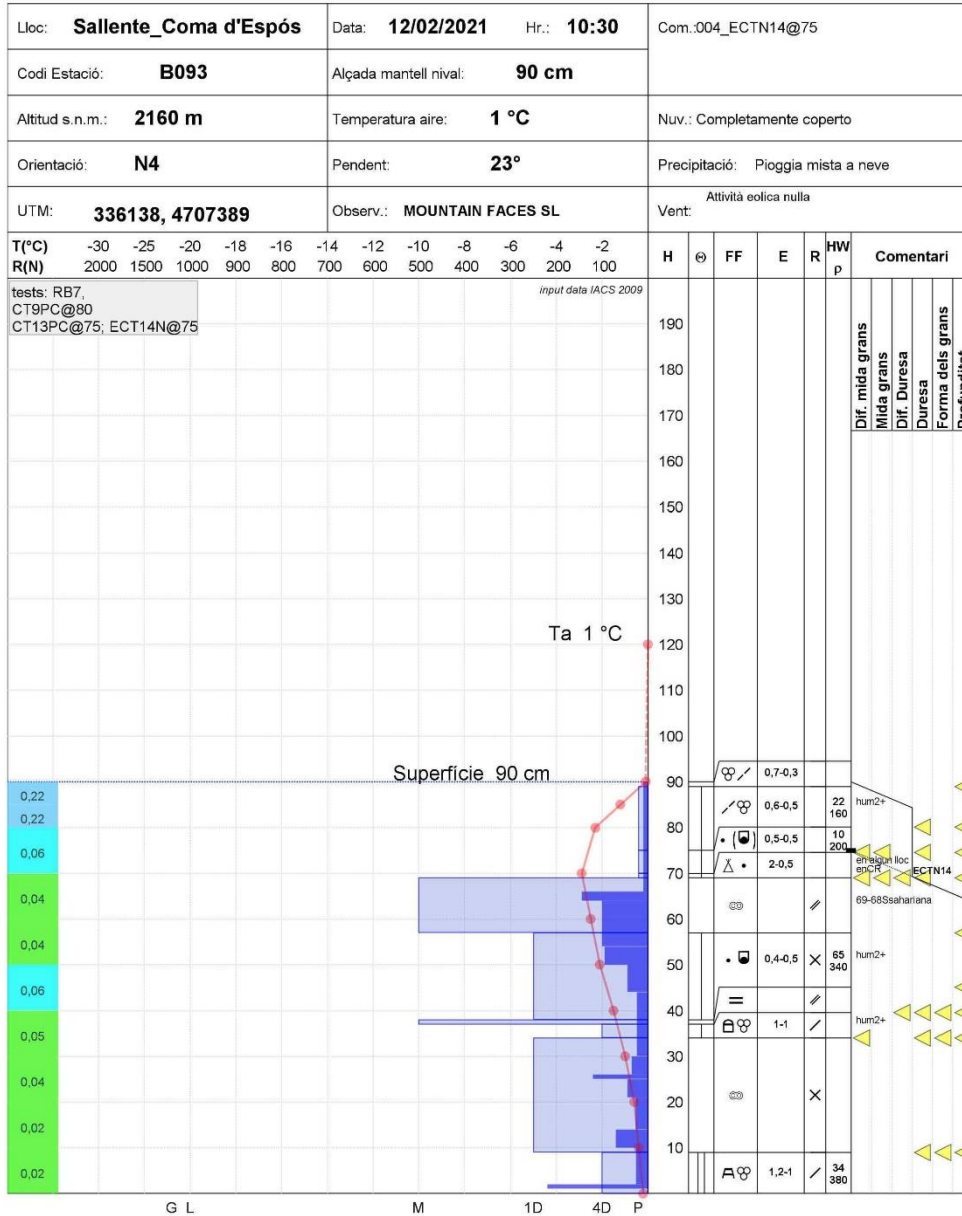 Lloc: Sallente_Coma d'Espós Data: 12/02/2021 Hr.: 10:30 Com.:004_ECTN14@75
Codi Estació: B093 Alçada mantell nival: 90 cm
Altitud s.n.m.: 2160 m Temperatura aire: 1 °C Nuv.: Completamente coperto
Orientació: N4 Pendent: 23° Precipitació: Pioggia mista a neve
UTM: 336138, 4707389 Observ.: MOUNTAIN FACES SL Vent: Attività eolica nulla
T(°C) -30 -25 -20 -18 -16 -14 -12 -10 -8 -6 -4 -2
R(N) 2000 1500 1000 900 800 700 600 500 400 300 200 100
H Θ FF E R HW ρ Comentari
tests: RB7,
CT9PC@80
CT13PC@75; ECT14N@75
input data IACS 2009
Dif. mida grans
Mida grans
Dif. Duresa
Duresa
Forma dels grans
190
180
170
160
150
140
130
Ta 1 °C 120
110
100
Superfície 90 cm 90
0,7-0,3
0,22 0,6-0,5 22 160 hum2+
0,22 80
0,06 0,5-0,5 10 200
en algun lloc
enCR ECTN14
2-0,5
70
0,04 69-68Ssahariana
60
0,04 0,4-0,5 65 340 hum2+
50
0,06
40
0,05 1-1 hum2+
30
0,04
20
0,02
10
0,02 1,2-1 34 380
G L M 1D 4D P